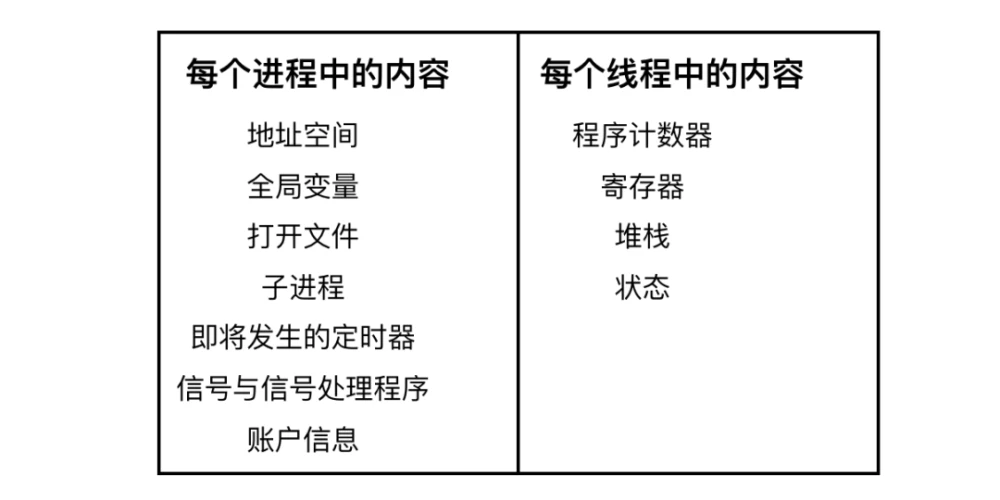 每个进程中的内容
地址空间
全局变量
打开文件
子进程
即将发生的定时器
信号与信号处理程序
账户信息
每个线程中的内容
程序计数器
寄存器
堆栈
状态